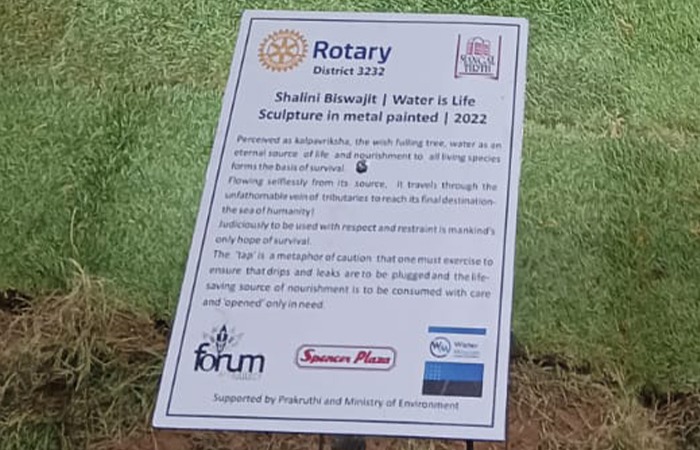 Rotary
District 3232
MANGAL TIRTH
Shalini Biswajit | Water is Life
Sculpture in metal painted | 2022
Perceived as kalpavriksha, the wish fulling tree, water as an
eternal source of life and nourishment to all living species
forms the basis of survival.
Flowing selflessly from its source, it travels through the
unfathomable vein of tributaries to reach its final destination-
the sea of humanity!
Judiciously to be used with respect and restraint is mankind's
only hope of survival.
The 'tap' is a metaphor of caution that one must exercise to
ensure that drips and leaks are to be plugged and the life-
saving source of nourishment is to be consumed with care
and 'opened' only in need.
forum
Spencer Plaza
Water
Supported by Prakruthi and Ministry of Environment